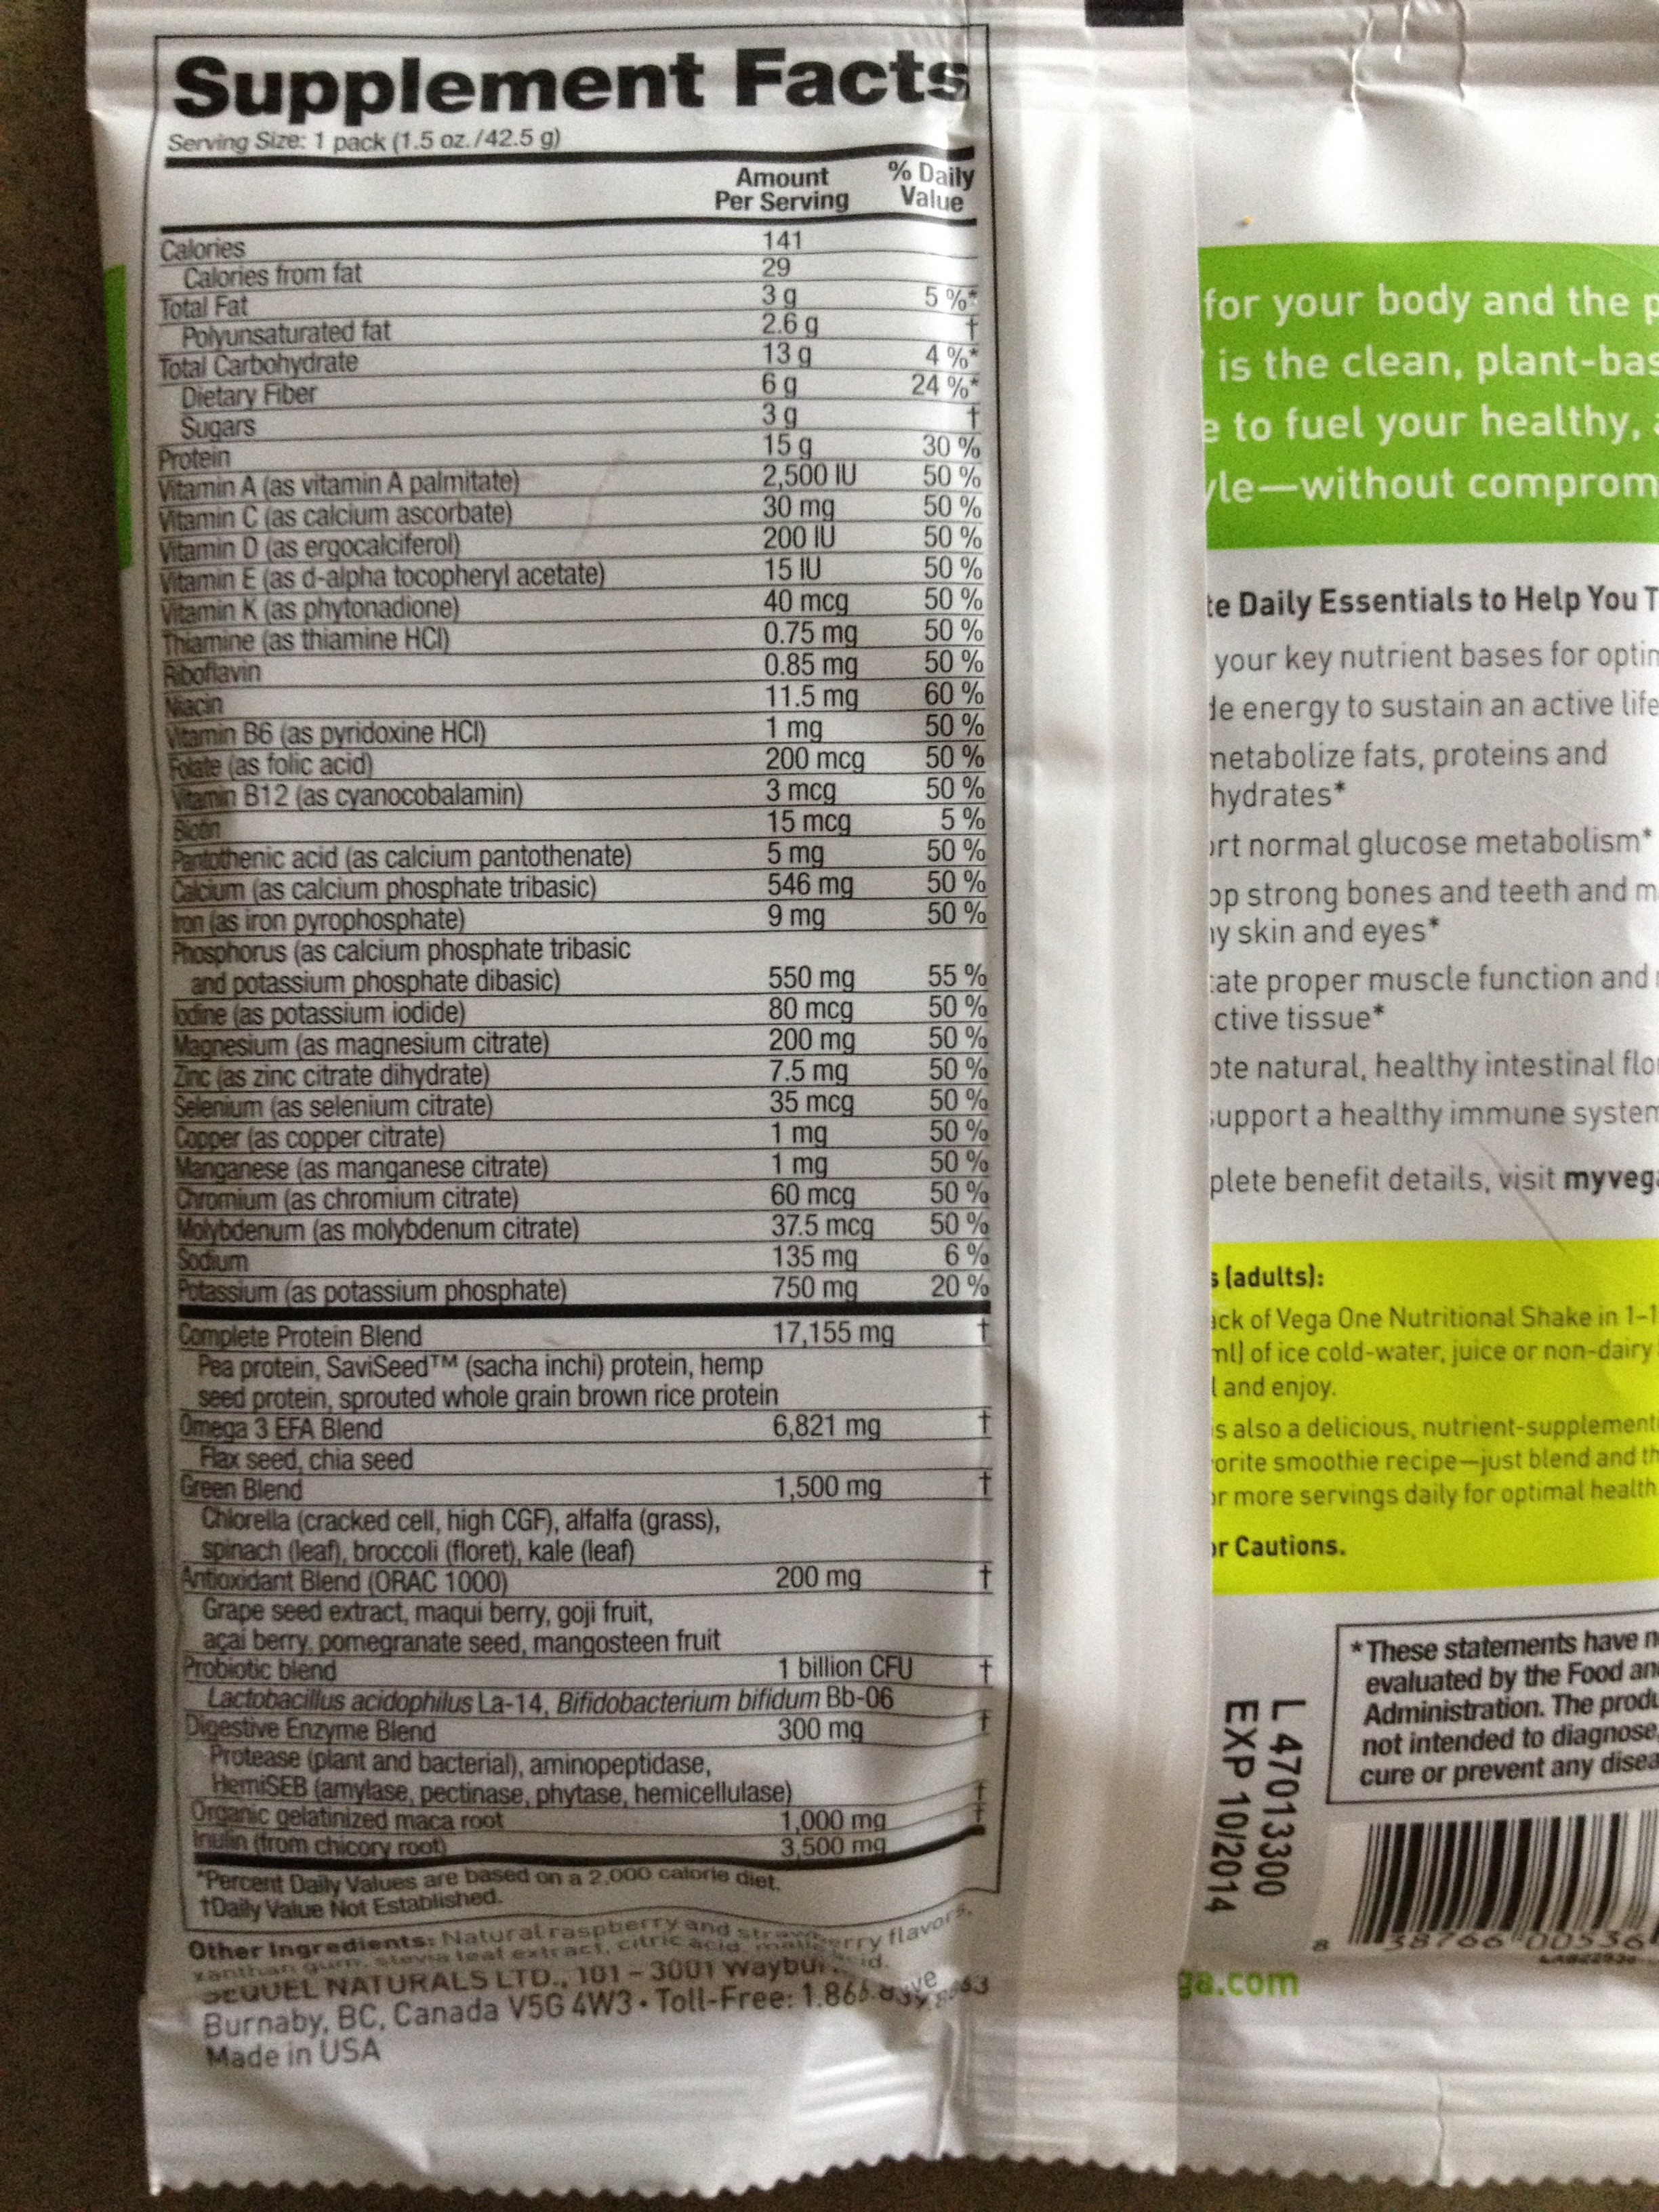 Supplement Facts
Serving Size: 1 pack (1.5 oz./42.5 g)
Amount Per Serving % Daily Value
Calories 141
Calories from fat 29
Total Fat 3 g 5 %*
Polyunsaturated fat 2.6 g †
Total Carbohydrate 13 g 4 %*
Dietary Fiber 6 g 24 %*
Sugars 3 g †
Protein 15 g 30 %
Vitamin A (as vitamin A palmitate) 2,500 IU 50 %
Vitamin C (as calcium ascorbate) 30 mg 50 %
Vitamin D (as ergocalciferol) 200 IU 50 %
Vitamin E (as d-alpha tocopheryl acetate) 15 IU 50 %
Vitamin K (as phytonadione) 40 mcg 50 %
Thiamine (as thiamine HCl) 0.75 mg 50 %
Riboflavin 0.85 mg 50 %
Niacin 11.5 mg 60 %
Vitamin B6 (as pyridoxine HCl) 1 mg 50 %
Folate (as folic acid) 200 mcg 50 %
Vitamin B12 (as cyanocobalamin) 3 mcg 50 %
Biotin 15 mcg 5 %
Pantothenic acid (as calcium pantothenate) 5 mg 50 %
Calcium (as calcium phosphate tribasic) 546 mg 50 %
Iron (as iron pyrophosphate) 9 mg 50 %
Phosphorus (as calcium phosphate tribasic
and potassium phosphate dibasic) 550 mg 55 %
Iodine (as potassium iodide) 80 mcg 50 %
Magnesium (as magnesium citrate) 200 mg 50 %
Zinc (as zinc citrate dihydrate) 7.5 mg 50 %
Selenium (as selenium citrate) 35 mcg 50 %
Copper (as copper citrate) 1 mg 50 %
Manganese (as manganese citrate) 1 mg 50 %
Chromium (as chromium citrate) 60 mcg 50 %
Molybdenum (as molybdenum citrate) 37.5 mcg 50 %
Sodium 135 mg 6 %
Potassium (as potassium phosphate) 750 mg 20 %
Complete Protein Blend 17,155 mg †
Pea protein, SaviSeed™ (sacha inchi) protein, hemp
seed protein, sprouted whole grain brown rice protein
Omega 3 EFA Blend 6,821 mg †
Flax seed, chia seed
Green Blend 1,500 mg †
Chlorella (cracked cell, high CGF), alfalfa (grass),
spinach (leaf), broccoli (floret), kale (leaf)
Antioxidant Blend (ORAC 1000) 200 mg †
Grape seed extract, maqui berry, goji fruit,
açai berry, pomegranate seed, mangosteen fruit
Probiotic blend 1 billion CFU †
Lactobacillus acidophilus La-14, Bifidobacterium bifidum Bb-06
Digestive Enzyme Blend 300 mg †
Protease (plant and bacterial), aminopeptidase,
HemiSEB (amylase, pectinase, phytase, hemicellulase)
Organic gelatinized maca root 1,000 mg †
Inulin (from chicory root) 3,500 mg †
*Percent Daily Values are based on a 2,000 calorie diet.
†Daily Value Not Established.
Other Ingredients: Natural raspberry and strawberry flavors,
xanthan gum, stevia leaf extract, citric acid, malic acid.
SEQUEL NATURALS LTD., 101 – 3001 Wayburne
Burnaby, BC, Canada V5G 4W3 • Toll-Free: 1.866.839.8863
Made in USA
for your body and the p
is the clean, plant-bas
e to fuel your healthy,
yle—without comprom
te Daily Essentials to Help You T
your key nutrient bases for optim
de energy to sustain an active life
metabolize fats, proteins and
hydrates*
ort normal glucose metabolism*
op strong bones and teeth and m
hy skin and eyes*
tate proper muscle function and
ctive tissue*
ote natural, healthy intestinal flo
support a healthy immune system
plete benefit details, visit myvega
s (adults):
ack of Vega One Nutritional Shake in 1–1
ml) of ice cold-water, juice or non-dairy
l and enjoy.
is also a delicious, nutrient-supplementi
orite smoothie recipe—just blend and th
or more servings daily for optimal health
or Cautions.
*These statements have n
evaluated by the Food an
Administration. The produ
not intended to diagnose,
cure or prevent any disea
L 47013300
EXP 10/2014
8 38766 00536
ga.com